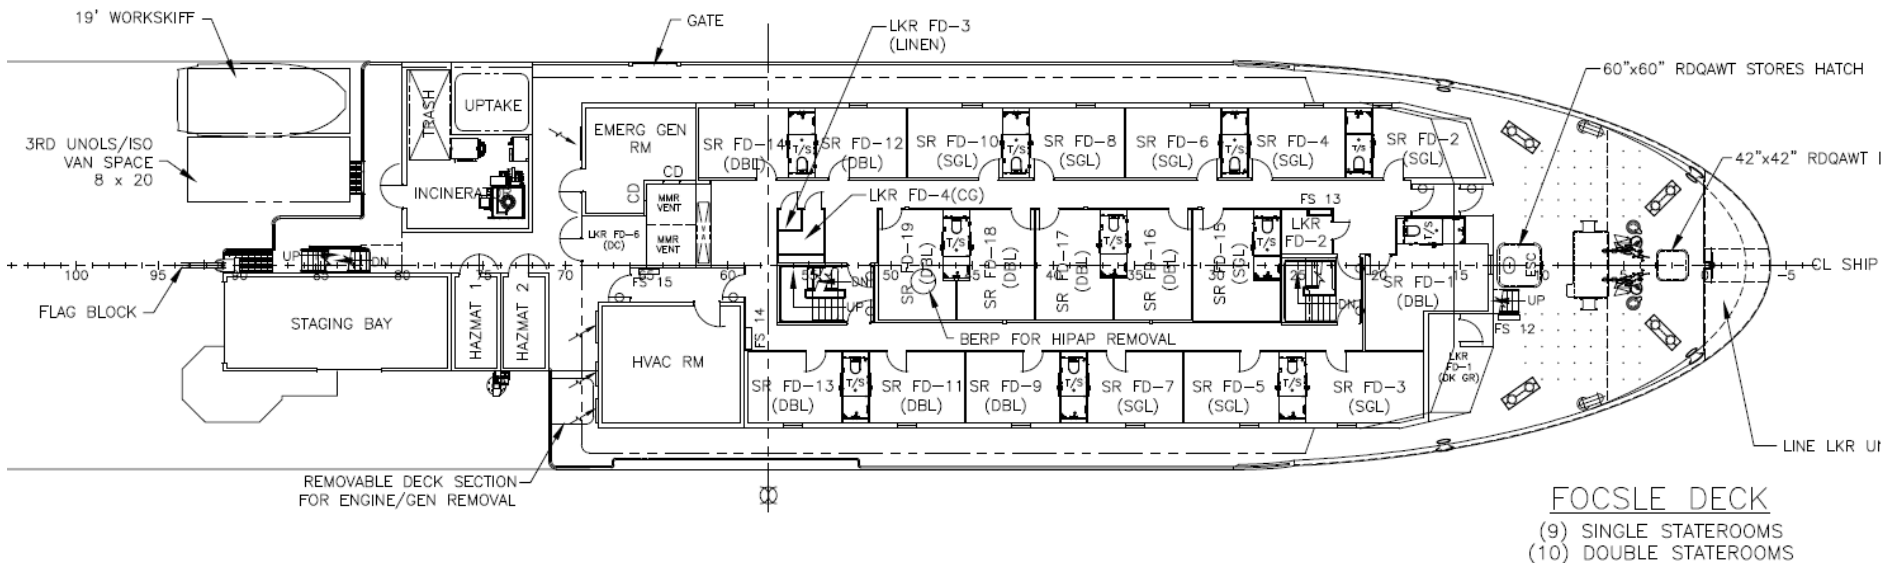 19' WORKSKIFF
GATE
LKR FD-3
(LINEN)
60"x60" RDQAWT STORES HATCH
3RD UNOLS/ISO
VAN SPACE
8 x 20
TRASH
UPTAKE
EMERG GEN
RM
SR FD-14
(DBL)
T/S
SR FD-12
(DBL)
SR FD-10
(SGL)
T/S
SR FD-8
(SGL)
SR FD-6
(SGL)
T/S
SR FD-4
(SGL)
T/S
SR FD-2
(SGL)
42"x42" RDQAWT
INCINERATOR
CD
CD
MMR
VENT
MMR
VENT
LKR FD-6
(DC)
LKR FD-4(CG)
FS 13
LKR
FD-2
SR FD-19
(DBL)
T/S
SR FD-18
(DBL)
SR FD-17
(DBL)
T/S
SR FD-16
(DBL)
SR FD-15
(SGL)
T/S
T/S
SR FD-1
(DBL)
ESC
UP
DN
UP
DN
DN
UP
100
95
90
85
80
75
70
65
60
55
50
45
40
35
30
25
20
15
10
5
-5
CL SHIP
FLAG BLOCK
STAGING BAY
HAZMAT 1
HAZMAT 2
FS 15
FS 14
FS 12
HVAC RM
BERP FOR HIPAP REMOVAL
SR FD-13
(DBL)
T/S
SR FD-11
(DBL)
SR FD-9
(DBL)
T/S
SR FD-7
(SGL)
SR FD-5
(SGL)
T/S
SR FD-3
(SGL)
LKR
FD-1
(DK GR)
LINE LKR
REMOVABLE DECK SECTION
FOR ENGINE/GEN REMOVAL
FOCSLE DECK
(9) SINGLE STATEROOMS
(10) DOUBLE STATEROOMS